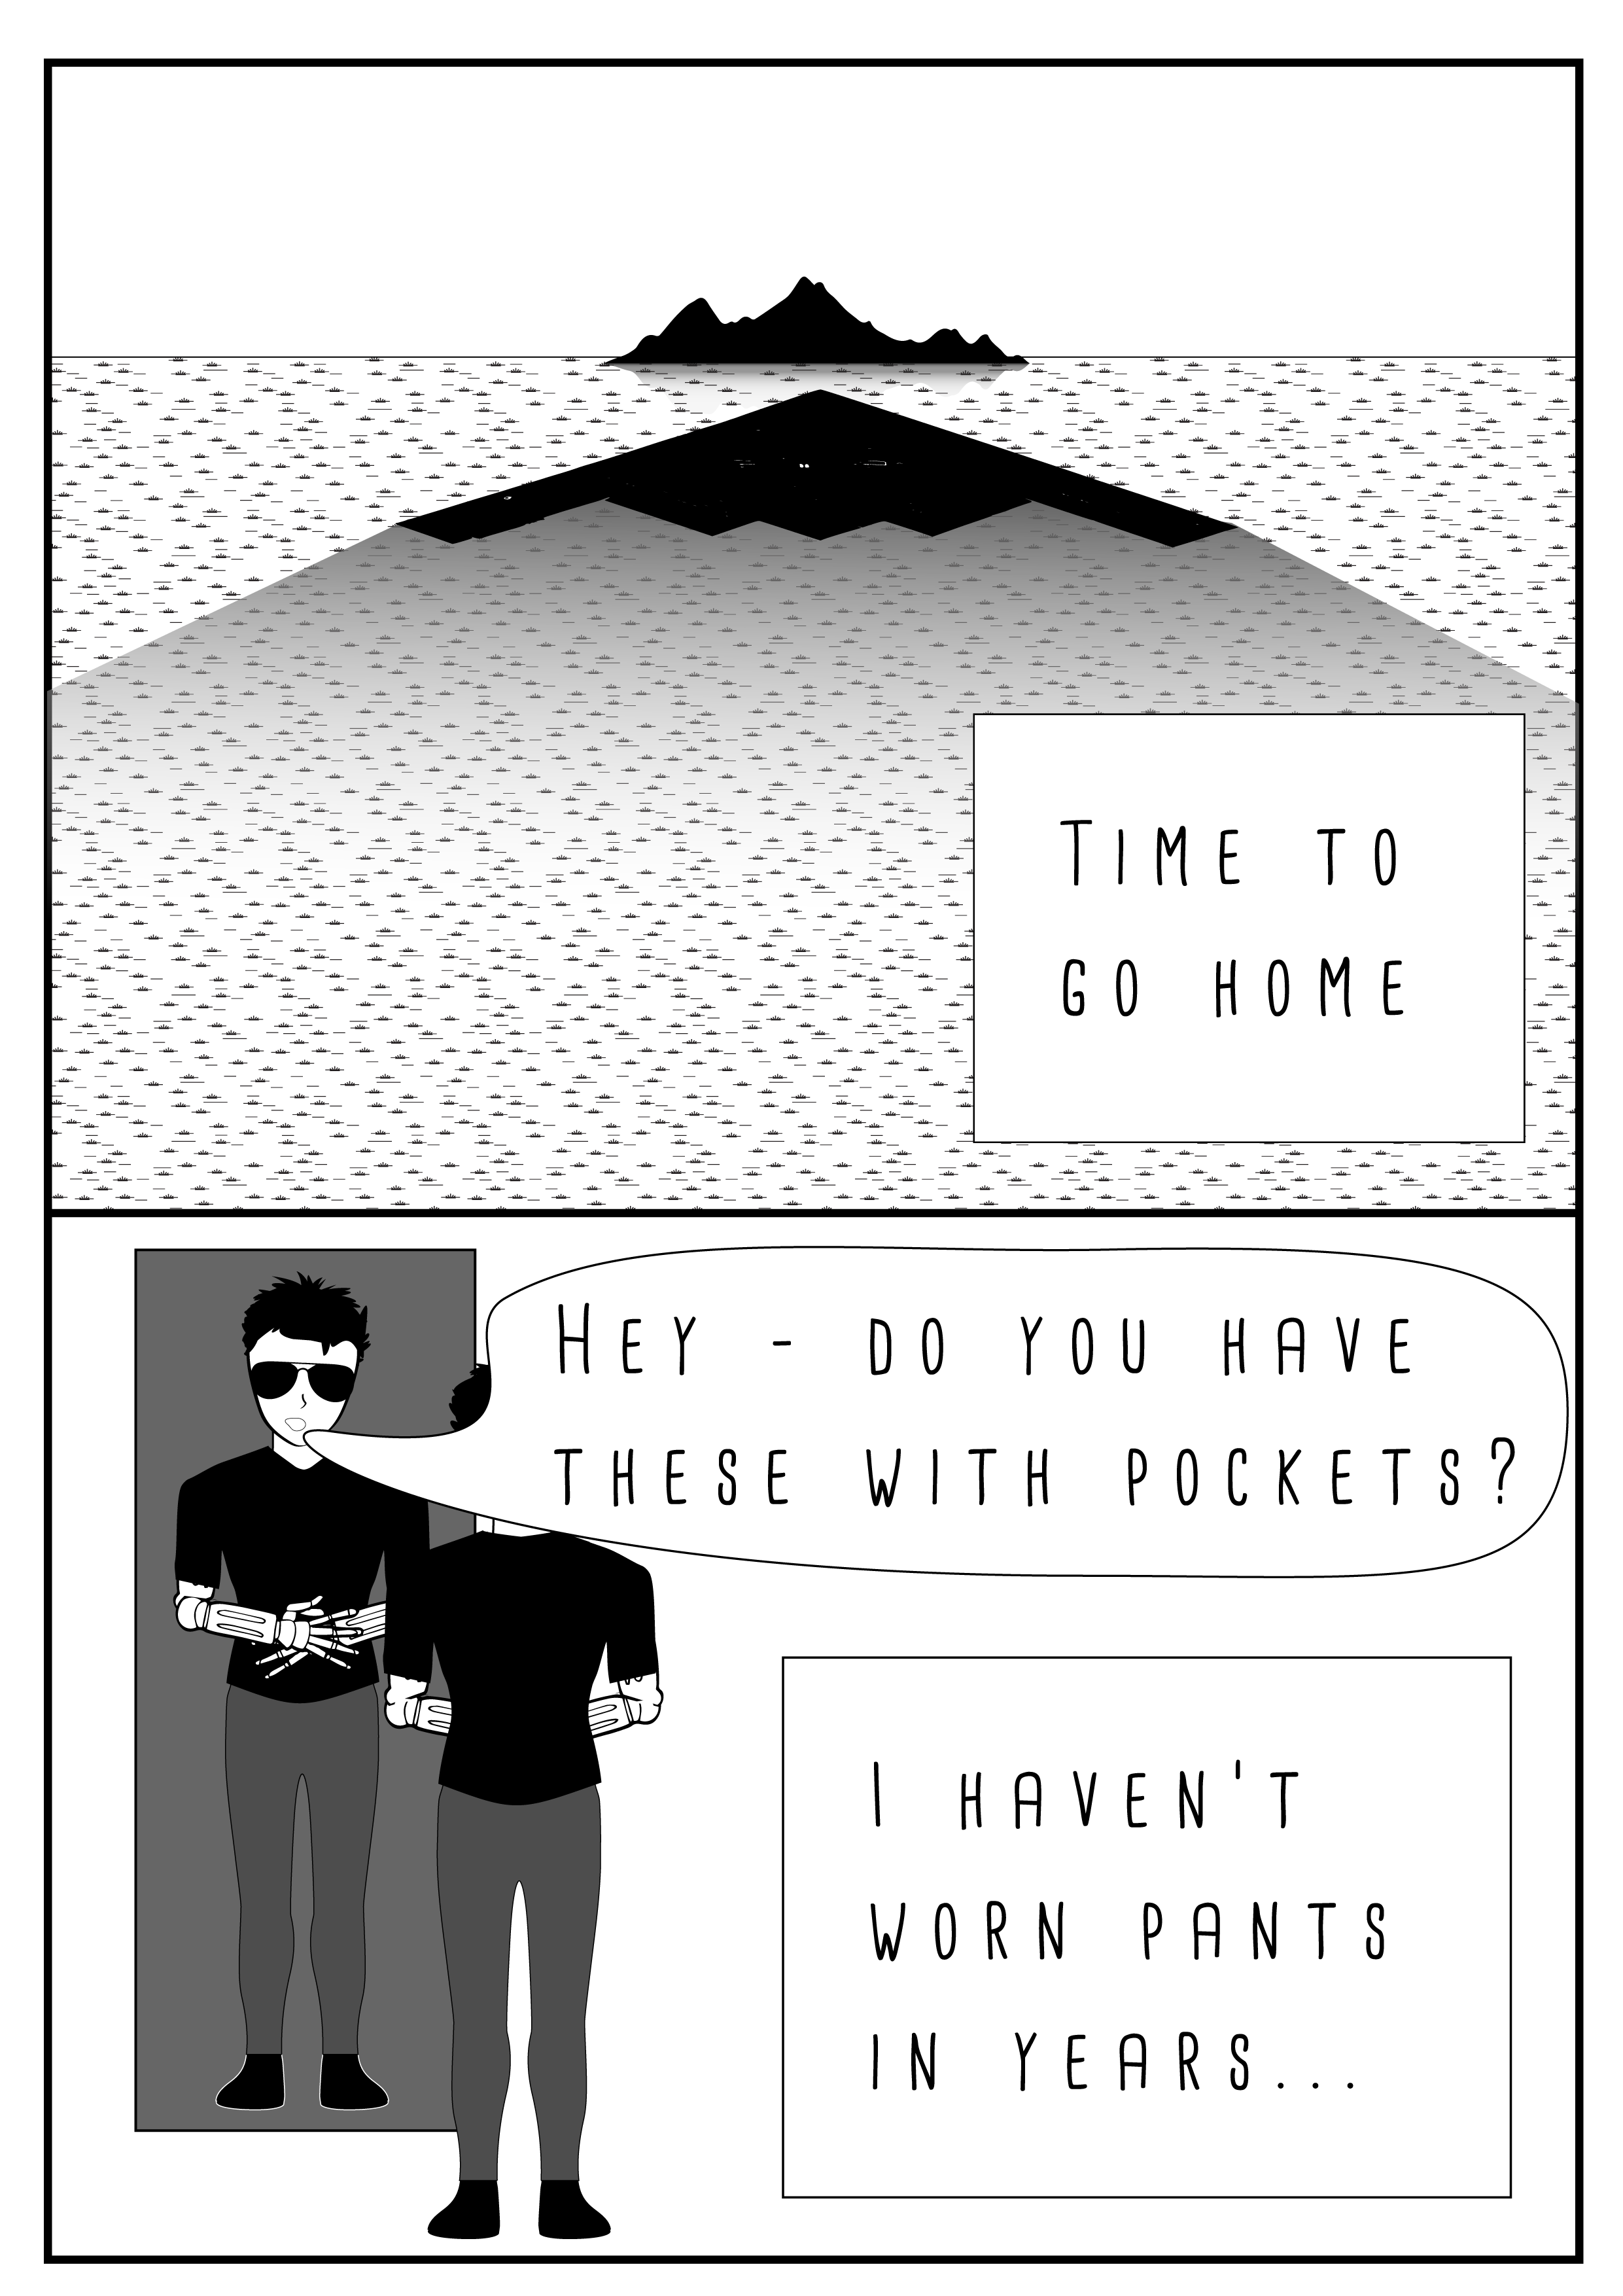 Time to
go home
Hey - do you have
these with pockets?
I haven't
worn pants
in years...